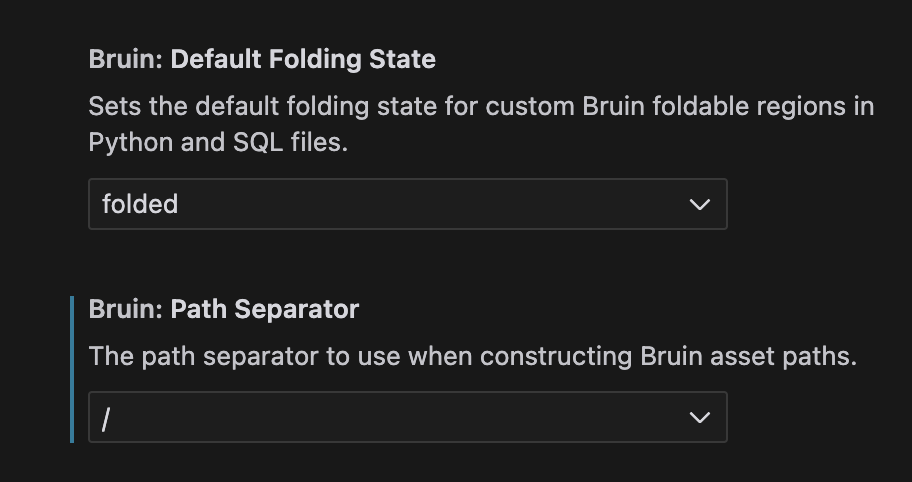 Bruin: Default Folding State
Sets the default folding state for custom Bruin foldable regions in
Python and SQL files.
folded
Bruin: Path Separator
The path separator to use when constructing Bruin asset paths.
/